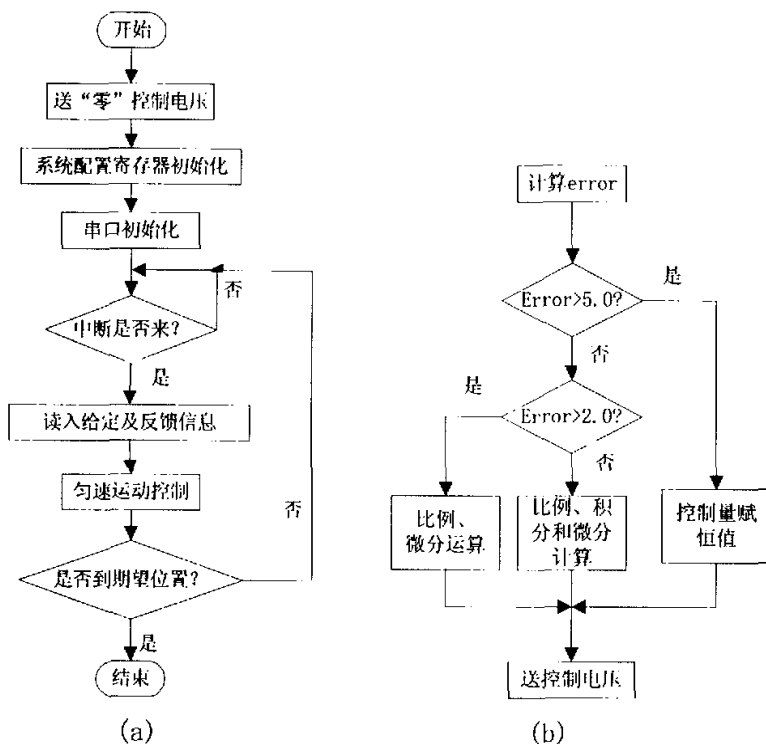 开始
送“零”控制电压
系统配置寄存器初始化
串口初始化
否
中断是否来?
是
读入给定及反馈信息
匀速运动控制
否
是否到期望位置?
是
结束
(a)
计算error
是
Error>5.0?
否
是
Error>2.0?
否
比例、
微分运算
比例、积
分和微分
计算
控制量赋
恒值
送控制电压
(b)